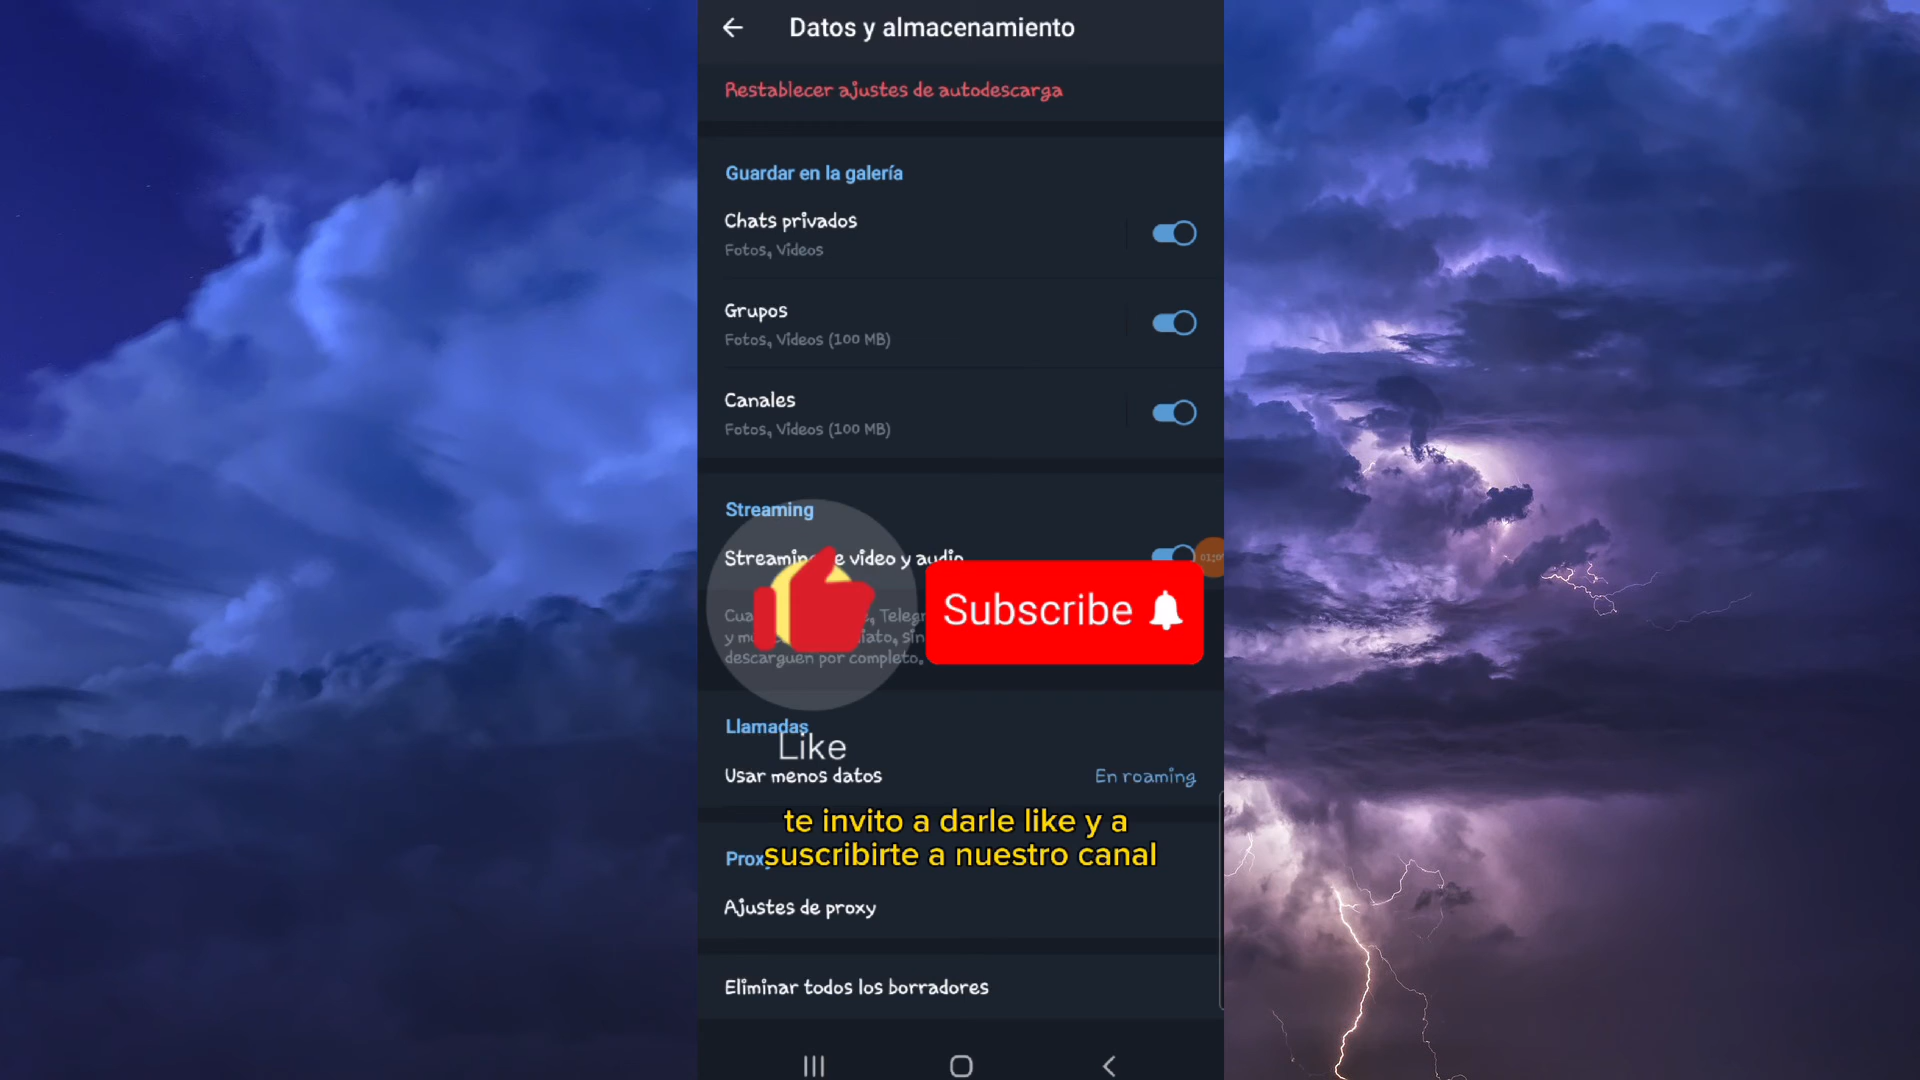 Datos y almacenamiento
Restablecer ajustes de autodescarga
Guardar en la galería
Chats privados
Fotos, Videos
Grupos
Fotos, Videos (100 MB)
Canales
Fotos, Videos (100 MB)
Streaming
video y audio
descarguen por completo.
Subscribe
Llamadas
Like
Usar menos datos
En roaming
te invito a darle like y a
suscribirte a nuestro canal
Ajustes de proxy
Eliminar todos los borradores